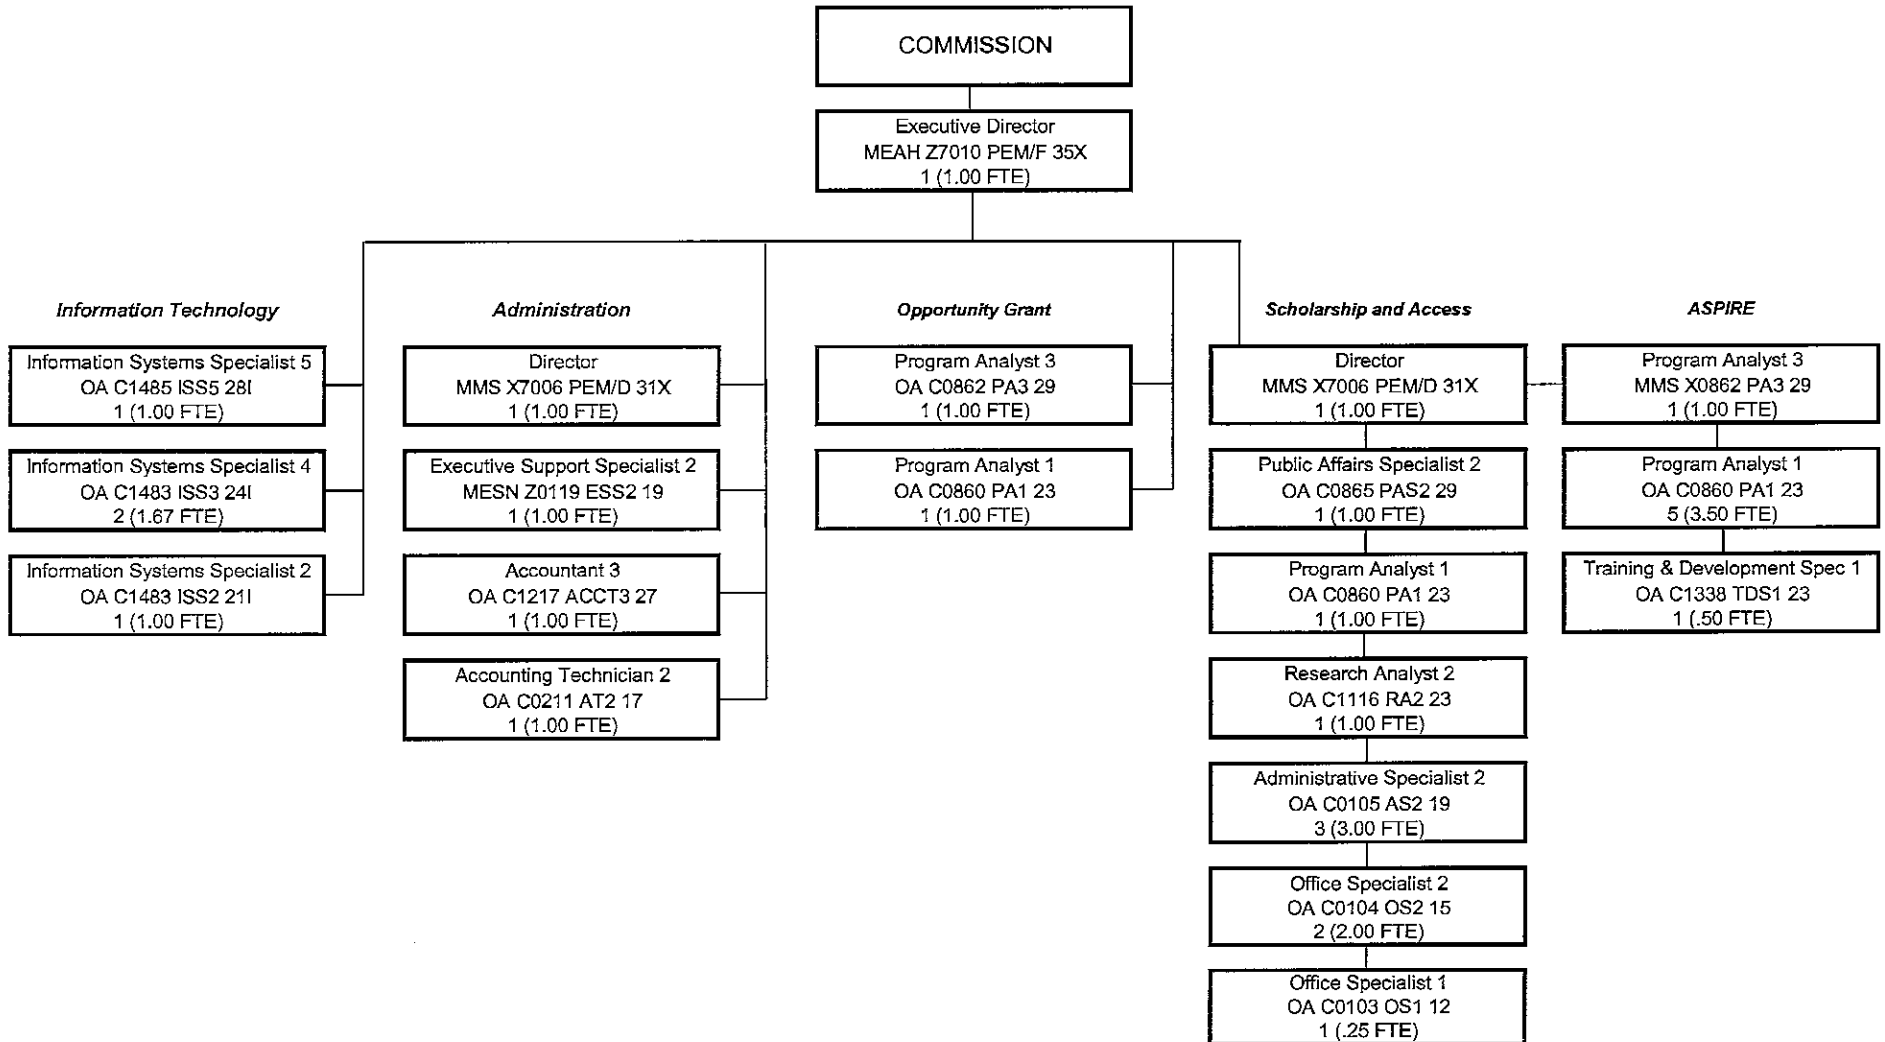 COMMISSION
Executive Director
MEAH Z7010 PEM/F 35X
1 (1.00 FTE)
Information Technology
Information Systems Specialist 5
OA C1485 ISS5 28I
1 (1.00 FTE)
Information Systems Specialist 4
OA C1483 ISS3 24I
2 (1.67 FTE)
Information Systems Specialist 2
OA C1483 ISS2 21I
1 (1.00 FTE)
Administration
Director
MMS X7006 PEM/D 31X
1 (1.00 FTE)
Executive Support Specialist 2
MESN Z0119 ESS2 19
1 (1.00 FTE)
Accountant 3
OA C1217 ACCT3 27
1 (1.00 FTE)
Accounting Technician 2
OA C0211 AT2 17
1 (1.00 FTE)
Opportunity Grant
Program Analyst 3
OA C0862 PA3 29
1 (1.00 FTE)
Program Analyst 1
OA C0860 PA1 23
1 (1.00 FTE)
Scholarship and Access
Director
MMS X7006 PEM/D 31X
1 (1.00 FTE)
Public Affairs Specialist 2
OA C0865 PAS2 29
1 (1.00 FTE)
Program Analyst 1
OA C0860 PA1 23
1 (1.00 FTE)
Research Analyst 2
OA C1116 RA2 23
1 (1.00 FTE)
Administrative Specialist 2
OA C0105 AS2 19
3 (3.00 FTE)
Office Specialist 2
OA C0104 OS2 15
2 (2.00 FTE)
Office Specialist 1
OA C0103 OS1 12
1 (.25 FTE)
ASPIRE
Program Analyst 3
MMS X0862 PA3 29
1 (1.00 FTE)
Program Analyst 1
OA C0860 PA1 23
5 (3.50 FTE)
Training & Development Spec 1
OA C1338 TDS1 23
1 (.50 FTE)